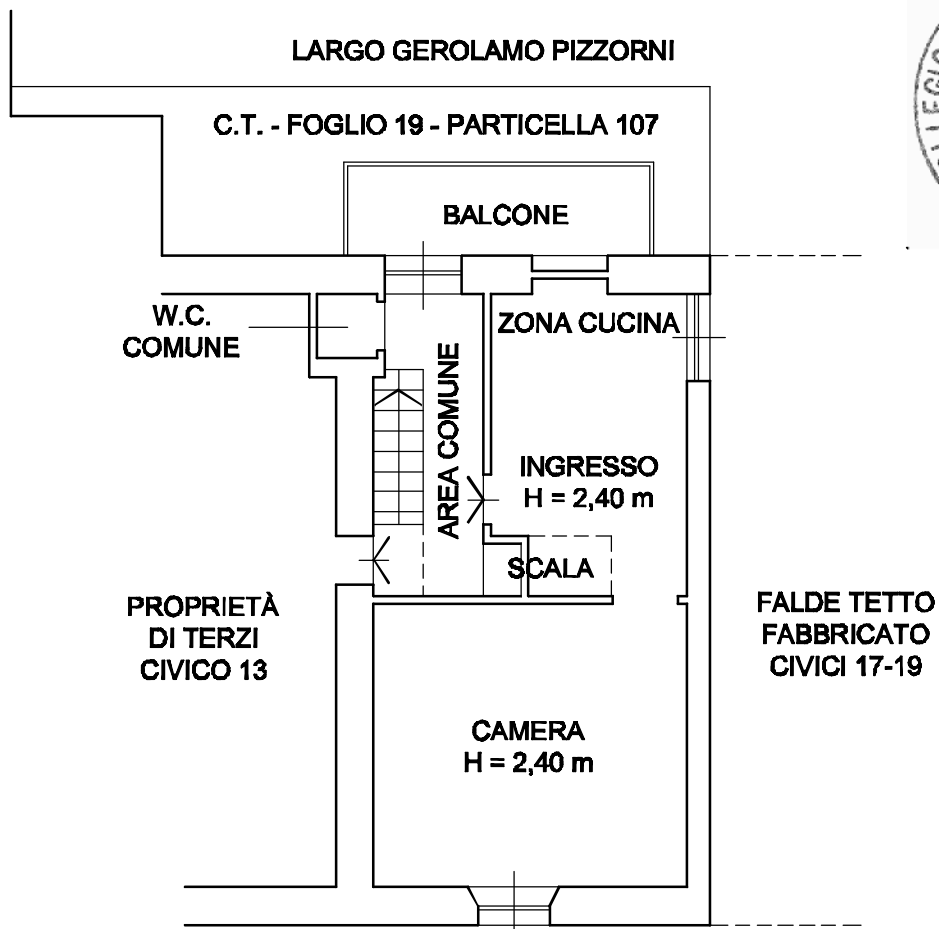 LARGO GEROLAMO PIZZORNI
C.T. - FOGLIO 19 - PARTICELLA 107
BALCONE
W.C.
COMUNE
ZONA CUCINA
AREA COMUNE
INGRESSO
H = 2,40 m
SCALA
PROPRIETÀ
DI TERZI
CIVICO 13
FALDE TETTO
FABBRICATO
CIVICI 17-19
CAMERA
H = 2,40 m